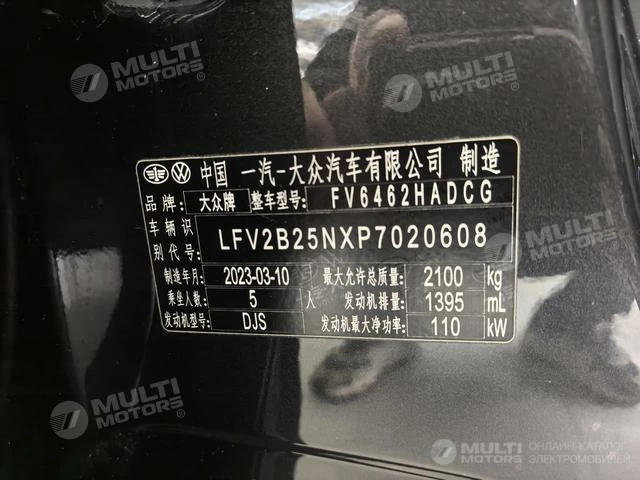 MULTI MOTORS®
MULTI MOTORS®
中国 一汽-大众汽车有限公司 制造
品牌: 大众牌 整车型号: FV6462HADCG
车辆识别代号: LFV2B25NXP7020608
制造年月: 2023-03-10 最大允许总质量: 2100 kg
乘坐人数: 5 人 发动机排量: 1395 mL
发动机型号: DJS 发动机最大净功率: 110 kW
MULTI MOTORS®
MULTI MOTORS®
ОНЛАЙН-КАТАЛОГ
ЭЛЕКТРОМОБИЛЕЙ